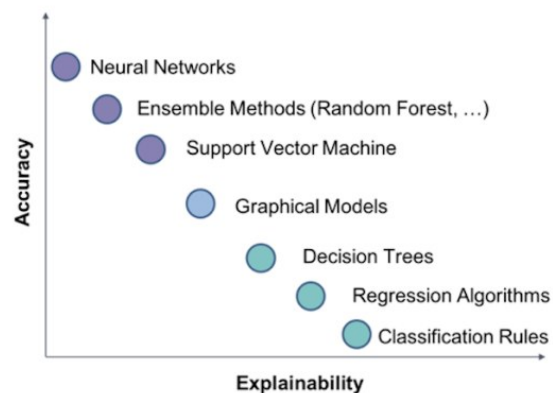 Neural Networks
Ensemble Methods (Random Forest, ...)
Support Vector Machine
Graphical Models
Decision Trees
Regression Algorithms
Classification Rules
Accuracy
Explainability